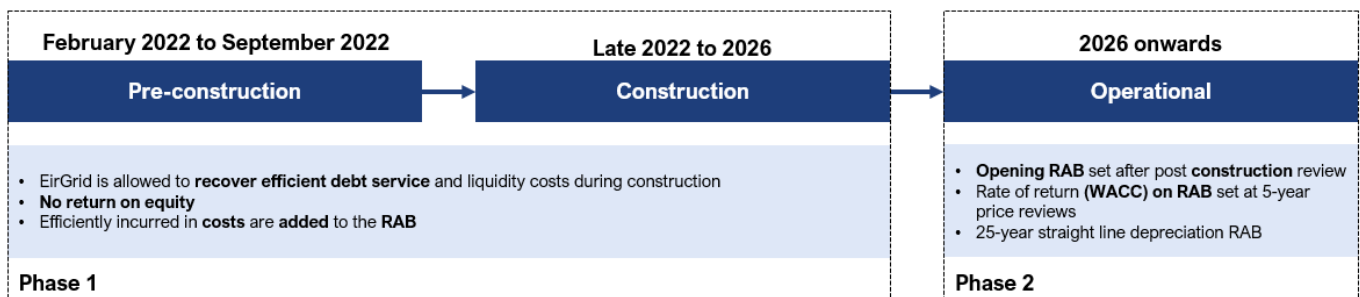 February 2022 to September 2022
Late 2022 to 2026
2026 onwards
Pre-construction
Construction
Operational
• EirGrid is allowed to recover efficient debt service and liquidity costs during construction
• No return on equity
• Efficiently incurred in costs are added to the RAB
• Opening RAB set after post construction review
• Rate of return (WACC) on RAB set at 5-year
price reviews
• 25-year straight line depreciation RAB
Phase 1
Phase 2